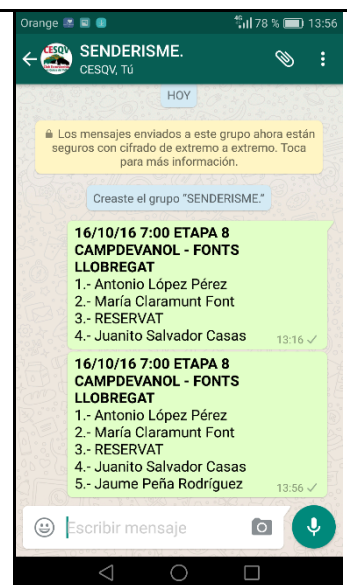 Orange
4G 78 % 13:56
CESQV
SENDERISME.
CESQV, Tú
HOY
Los mensajes enviados a este grupo ahora están
seguros con cifrado de extremo a extremo. Toca
para más información.
Creaste el grupo "SENDERISME."
16/10/16 7:00 ETAPA 8
CAMPDEVANOL - FONTS
LLOBREGAT
1.- Antonio López Pérez
2.- María Claramunt Font
3.- RESERVAT
4.- Juanito Salvador Casas
13:16
16/10/16 7:00 ETAPA 8
CAMPDEVANOL - FONTS
LLOBREGAT
1.- Antonio López Pérez
2.- María Claramunt Font
3.- RESERVAT
4.- Juanito Salvador Casas
5.- Jaume Peña Rodríguez
13:56
Escribir mensaje